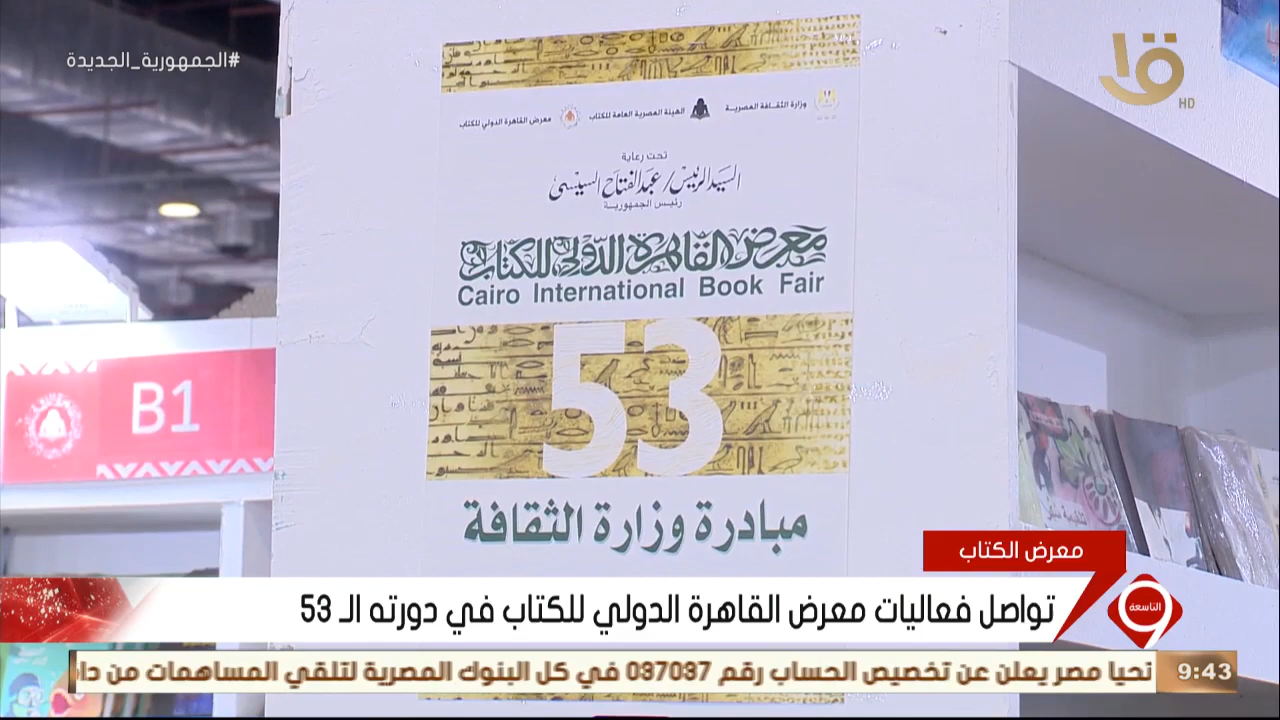 #الجمهورية_الجديدة
HD
وزارة الثقافة المصرية
الهيئة المصرية العامة للكتاب
معرض القاهرة الدولي للكتاب
تحت رعاية
السيد الرئيس/ عبدالفتاح السيسي
رئيس الجمهورية
معرض القاهرة الدولي للكتاب
Cairo International Book Fair
53
مبادرة وزارة الثقافة
B1
معرض الكتاب
التاسعة
تواصل فعاليات معرض القاهرة الدولي للكتاب في دورته الـ 53
9:43
تحيا مصر يعلن عن تخصيص الحساب رقم 037037 في كل البنوك المصرية لتلقي المساهمات من